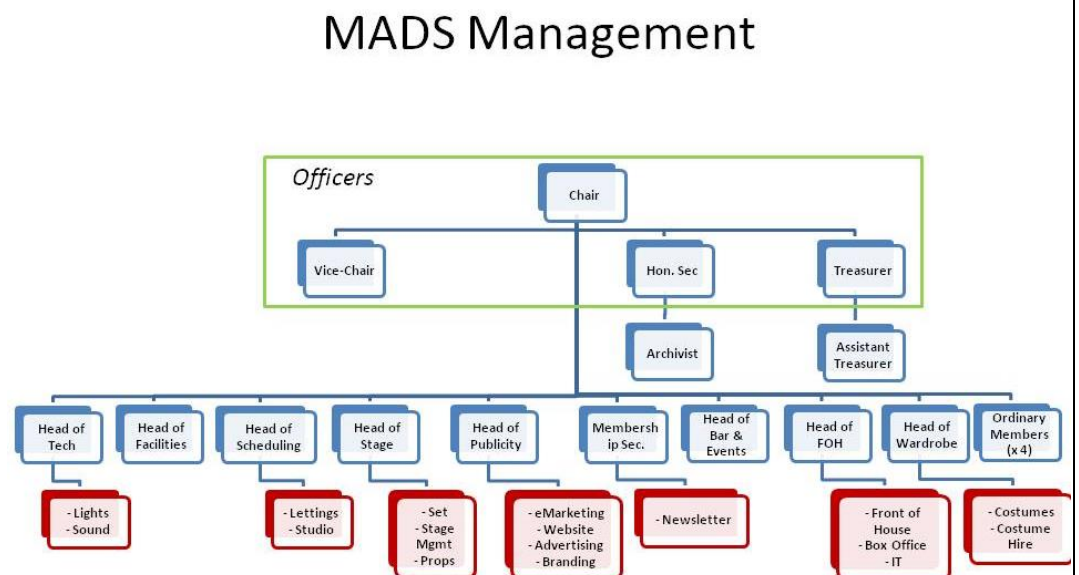 MADS Management
Officers
Chair
Vice-Chair
Hon. Sec
Treasurer
Archivist
Assistant
Treasurer
Head of
Tech
Head of
Facilities
Head of
Scheduling
Head of
Stage
Head of
Publicity
Membersh
ip Sec.
Head of
Bar &
Events
Head of
FOH
Head of
Wardrobe
Ordinary
Members
(x 4)
- Lights
- Sound
- Lettings
- Studio
- Set
- Stage
Mgmt
- Props
- eMarketing
- Website
- Advertising
- Branding
- Newsletter
- Front of
House
- Box Office
- IT
- Costumes
- Costume
Hire